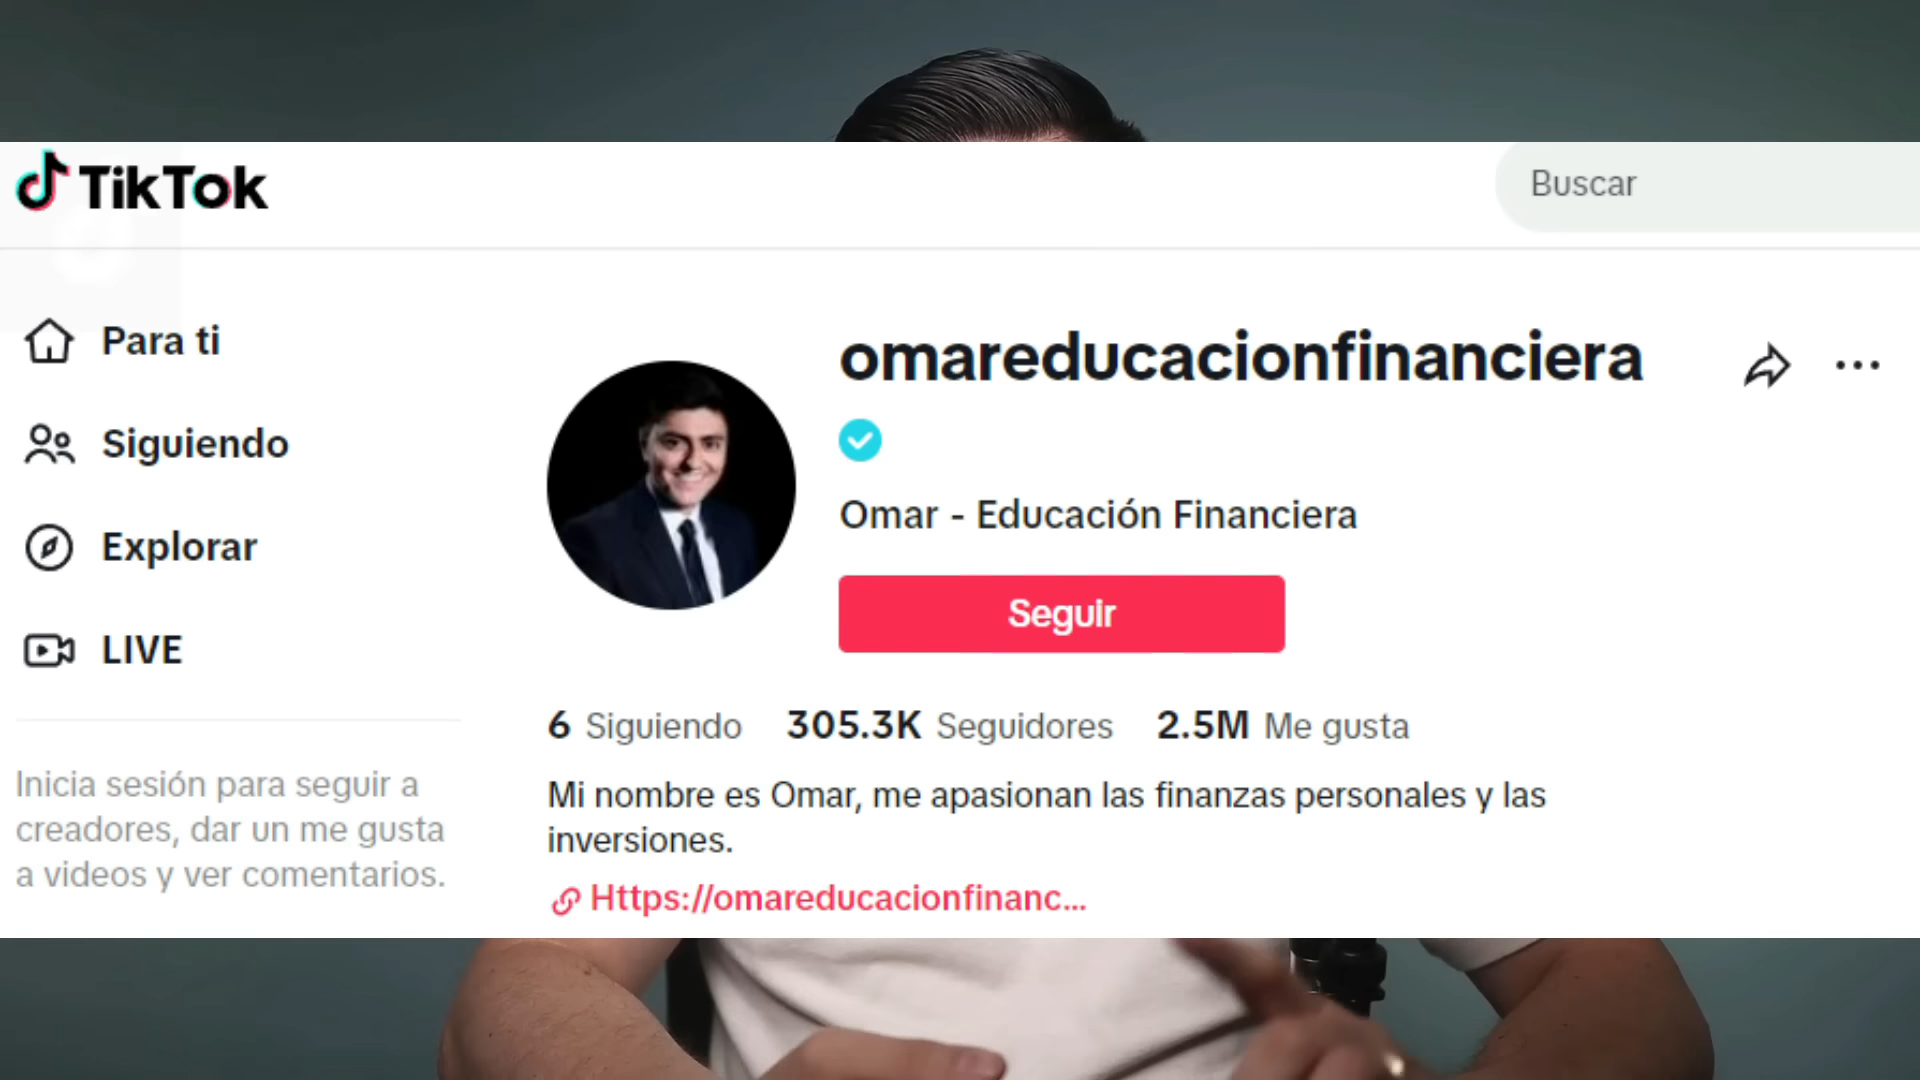 TikTok
Buscar
Para ti
Siguiendo
Explorar
LIVE
Inicia sesión para seguir a
creadores, dar un me gusta
a videos y ver comentarios.
omareducacionfinanciera
Omar - Educación Financiera
Seguir
6 Siguiendo 305.3K Seguidores 2.5M Me gusta
Mi nombre es Omar, me apasionan las finanzas personales y las
inversiones.
Https://omareducacionfinanc...